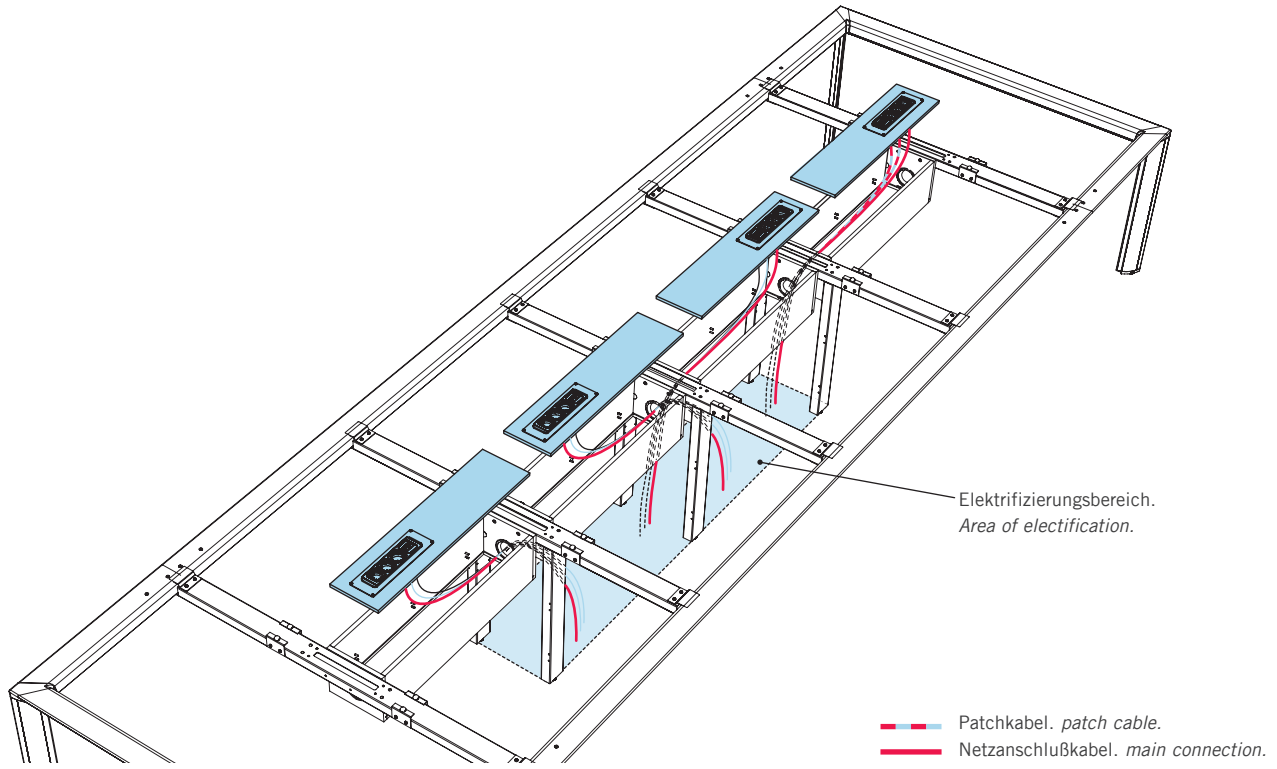 Elektrifizierungsbereich.
Area of electification.
Patchkabel. patch cable.
Netzanschlußkabel. main connection.